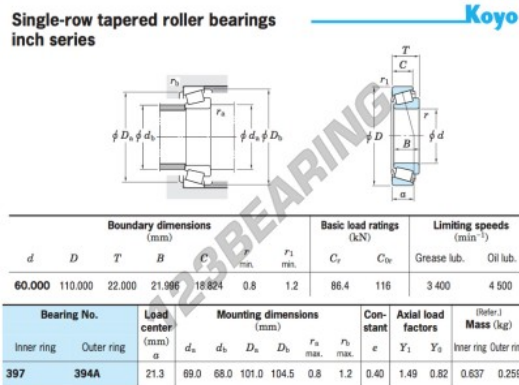 Single-row tapered roller bearings
inch series
Koyo
T
C
r1
r
B
φD
φd
a
rb
ra
φDa φdb
φda φDb
123BEARING
Boundary dimensions
(mm)
Basic load ratings
(kN)
Limiting speeds
(min⁻¹)
d D T B C r min. r1 min. Cr C0r Grease lub. Oil lub.
60.000 110.000 22.000 21.996 18.824 0.8 1.2 86.4 116 3 400 4 500
Bearing No.
Load center (mm) a
Mounting dimensions
(mm)
Constant e
Axial load factors
(Refer.)
Mass (kg)
Inner ring Outer ring da db Da Db ra max. rb max. Y1 Y0 Inner ring Outer rin
397 394A 21.3 69.0 68.0 101.0 104.5 0.8 1.2 0.40 1.49 0.82 0.637 0.259